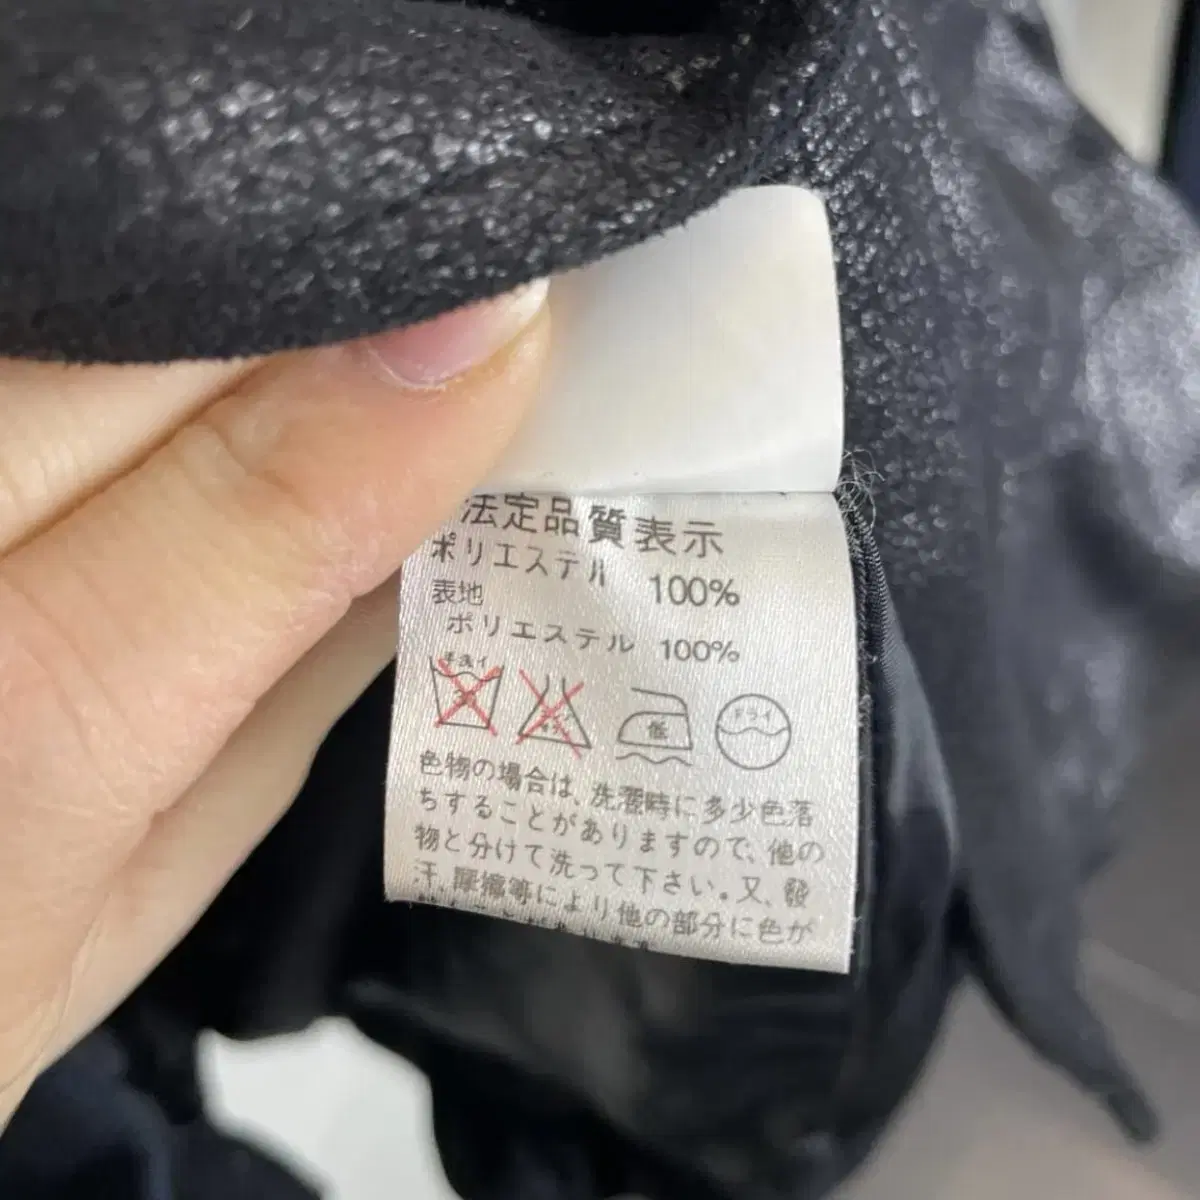 法定品質表示
ポリエステル 100%
表地
ポリエステル 100%
手洗イ
低
ドライ
色物の場合は、洗濯時に多少色落
ちすることがありますので、他の
物と分けて洗って下さい。又、發
汗、摩擦等により他の部分に色が